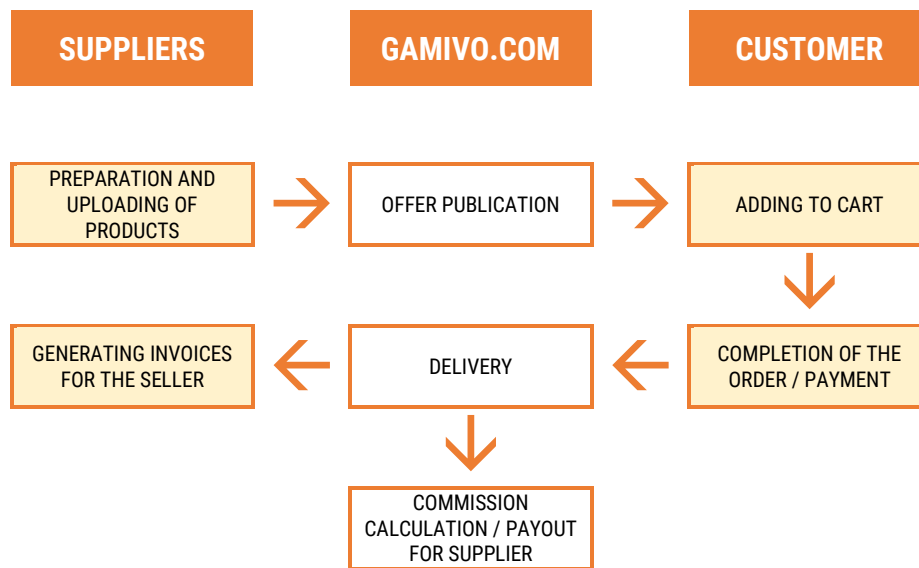 SUPPLIERS
GAMIVO.COM
CUSTOMER
PREPARATION AND
UPLOADING OF
PRODUCTS
OFFER PUBLICATION
ADDING TO CART
GENERATING INVOICES
FOR THE SELLER
DELIVERY
COMPLETION OF THE
ORDER / PAYMENT
COMMISSION
CALCULATION / PAYOUT
FOR SUPPLIER